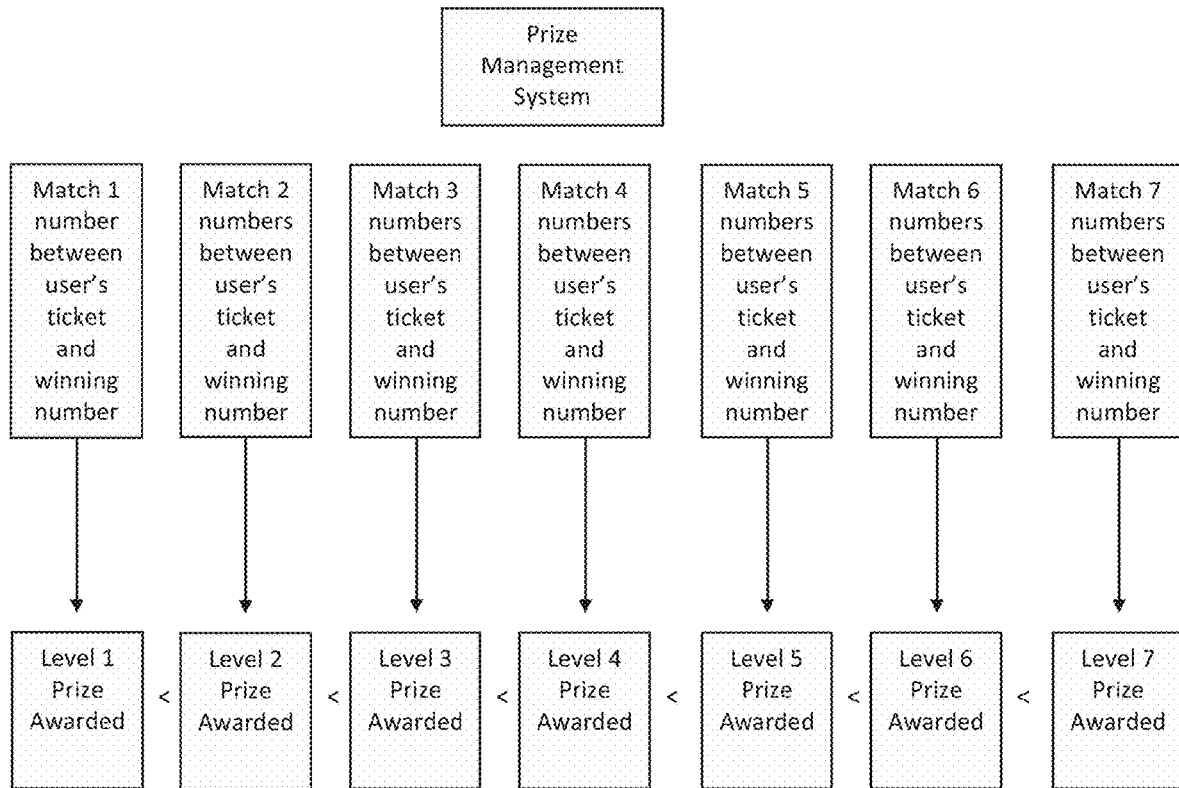 Prize
Management
System
Match 1
number
between
user's
ticket
and
winning
number
Match 2
numbers
between
user's
ticket
and
winning
number
Match 3
numbers
between
user's
ticket
and
winning
number
Match 4
numbers
between
user's
ticket
and
winning
number
Match 5
numbers
between
user's
ticket
and
winning
number
Match 6
numbers
between
user's
ticket
and
winning
number
Match 7
numbers
between
user's
ticket
and
winning
number
Level 1
Prize
Awarded
<
Level 2
Prize
Awarded
<
Level 3
Prize
Awarded
<
Level 4
Prize
Awarded
<
Level 5
Prize
Awarded
<
Level 6
Prize
Awarded
<
Level 7
Prize
Awarded